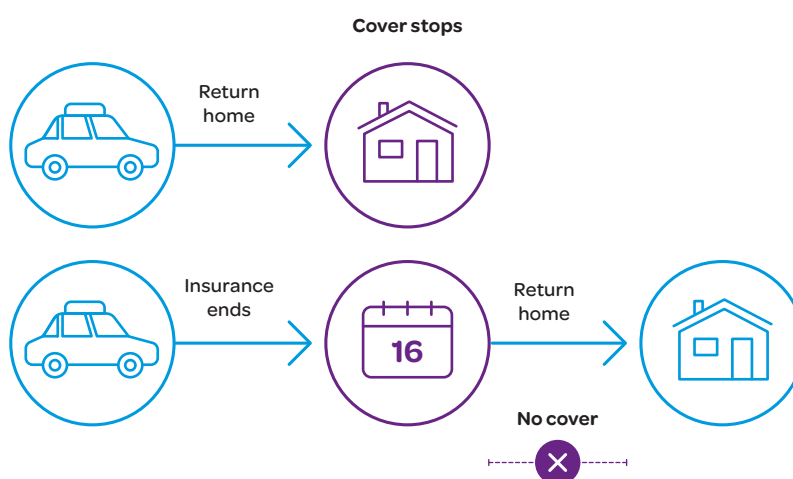 Cover stops
Return
home
Insurance
ends
16
Return
home
No cover